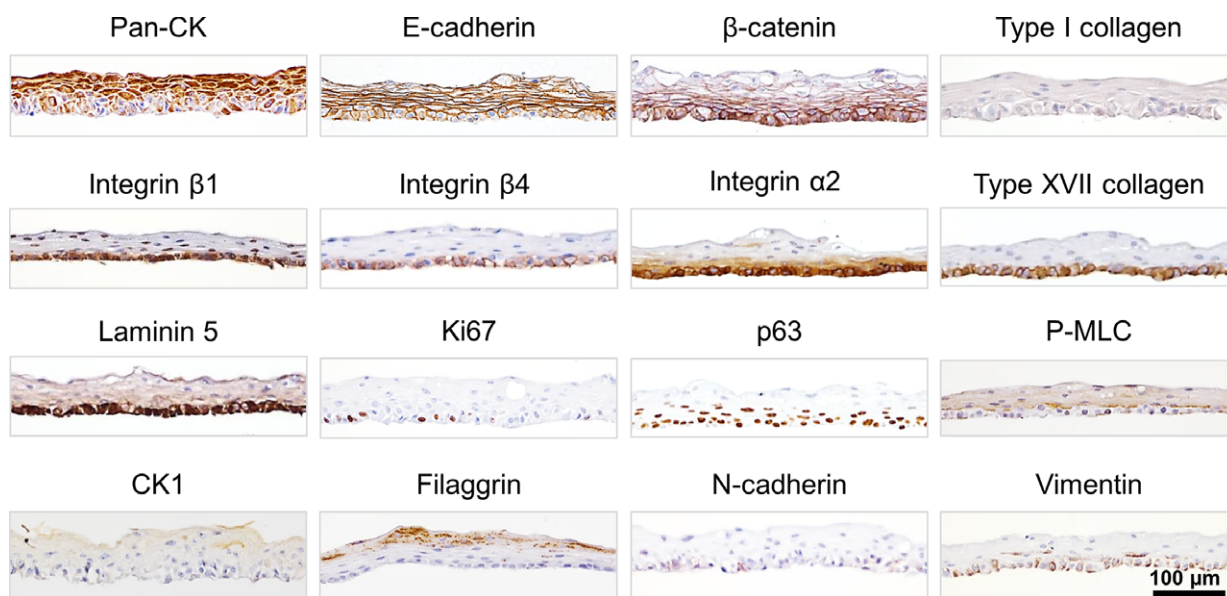 Pan-CK
E-cadherin
β-catenin
Type I collagen
Integrin β1
Integrin β4
Integrin α2
Type XVII collagen
Laminin 5
Ki67
p63
P-MLC
CK1
Filaggrin
N-cadherin
Vimentin
100 μm